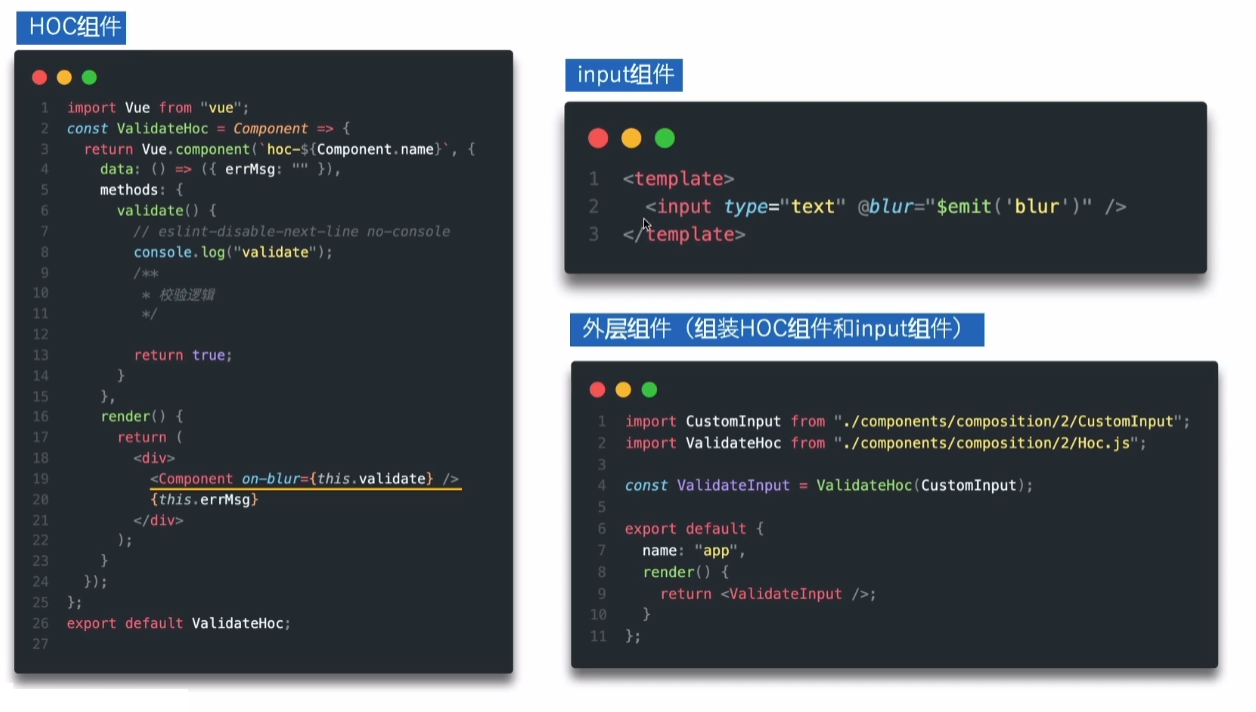 HOC组件
1 import Vue from "vue";
2 const ValidateHoc = Component => {
3 return Vue.component(`hoc-${Component.name}`, {
4 data: () => ({ errMsg: "" }),
5 methods: {
6 validate() {
7 // eslint-disable-next-line no-console
8 console.log("validate");
9 /**
10 * 校验逻辑
11 */
12
13 return true;
14 }
15 },
16 render() {
17 return (
18 <div>
19 <Component on-blur={this.validate} />
20 {this.errMsg}
21 </div>
22 );
23 }
24 });
25 };
26 export default ValidateHoc;
27
input组件
1 <template>
2 <input type="text" @blur="$emit('blur')" />
3 </template>
外层组件（组装HOC组件和input组件）
1 import CustomInput from "./components/composition/2/CustomInput";
2 import ValidateHoc from "./components/composition/2/Hoc.js";
3
4 const ValidateInput = ValidateHoc(CustomInput);
5
6 export default {
7 name: "app",
8 render() {
9 return <ValidateInput />;
10 }
11 };